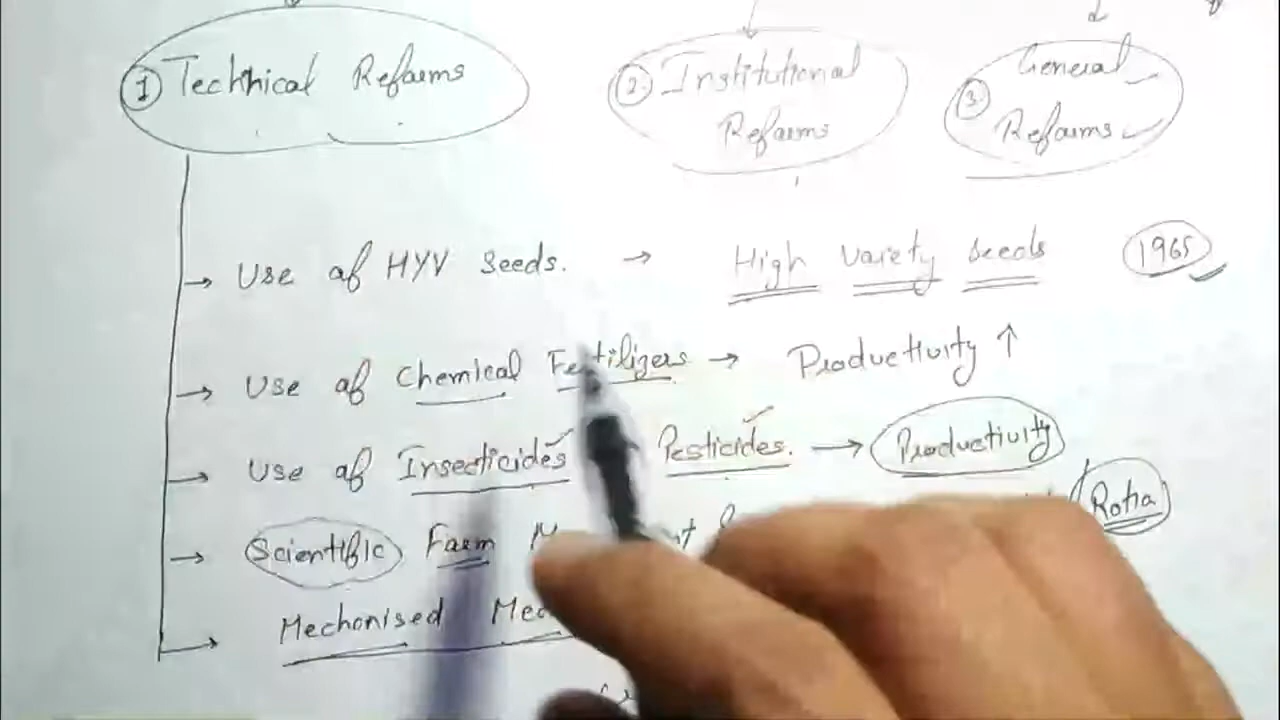 1 Technical Reforms
2. Institutional Reforms
3. General Reforms
→ Use of HYV Seeds. → High Variety Seeds 1965
→ Use of Chemical Fertilizers → Productivity ↑
→ Use of Insecticides Pesticides. → Productivity
→ Scientific Farm
Rotia
→ Mechonised